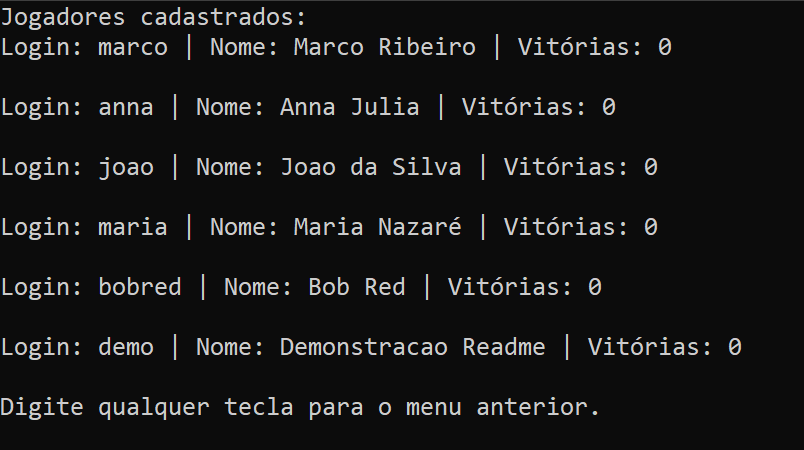 Jogadores cadastrados:
Login: marco | Nome: Marco Ribeiro | Vitórias: 0
Login: anna | Nome: Anna Julia | Vitórias: 0
Login: joao | Nome: Joao da Silva | Vitórias: 0
Login: maria | Nome: Maria Nazaré | Vitórias: 0
Login: bobred | Nome: Bob Red | Vitórias: 0
Login: demo | Nome: Demonstracao Readme | Vitórias: 0
Digite qualquer tecla para o menu anterior.